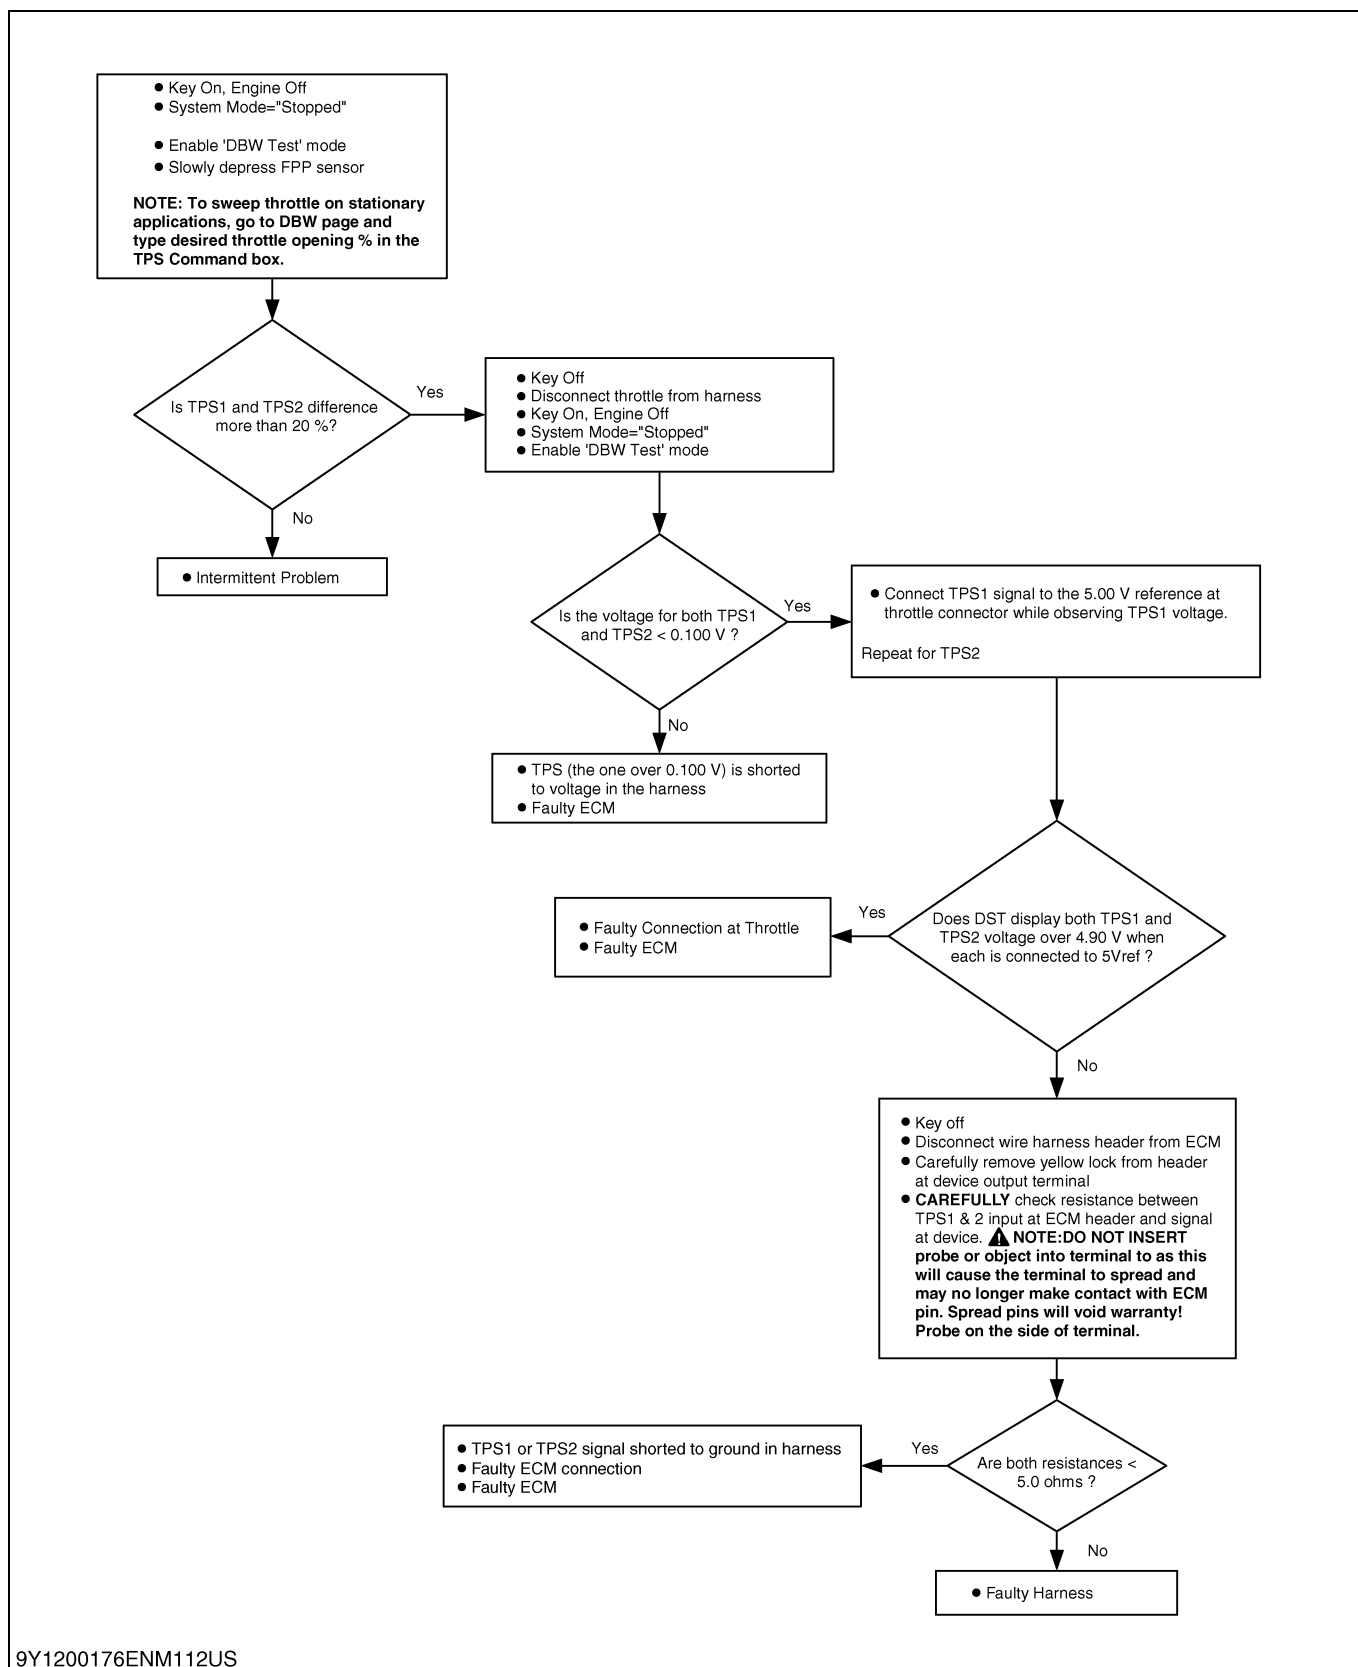 ● Key On, Engine Off
● System Mode="Stopped"
● Enable 'DBW Test' mode
● Slowly depress FPP sensor
NOTE: To sweep throttle on stationary
applications, go to DBW page and
type desired throttle opening % in the
TPS Command box.
Is TPS1 and TPS2 difference
more than 20 %?
Yes
No
● Intermittent Problem
● Key Off
● Disconnect throttle from harness
● Key On, Engine Off
● System Mode="Stopped"
● Enable 'DBW Test' mode
Is the voltage for both TPS1
and TPS2 < 0.100 V ?
Yes
No
● TPS (the one over 0.100 V) is shorted
to voltage in the harness
● Faulty ECM
● Connect TPS1 signal to the 5.00 V reference at
throttle connector while observing TPS1 voltage.
Repeat for TPS2
Does DST display both TPS1 and
TPS2 voltage over 4.90 V when
each is connected to 5Vref ?
Yes
● Faulty Connection at Throttle
● Faulty ECM
No
● Key off
● Disconnect wire harness header from ECM
● Carefully remove yellow lock from header
at device output terminal
● CAREFULLY check resistance between
TPS1 & 2 input at ECM header and signal
at device. NOTE:DO NOT INSERT
probe or object into terminal to as this
will cause the terminal to spread and
may no longer make contact with ECM
pin. Spread pins will void warranty!
Probe on the side of terminal.
Are both resistances <
5.0 ohms ?
Yes
● TPS1 or TPS2 signal shorted to ground in harness
● Faulty ECM connection
● Faulty ECM
No
● Faulty Harness
9Y1200176ENM112US